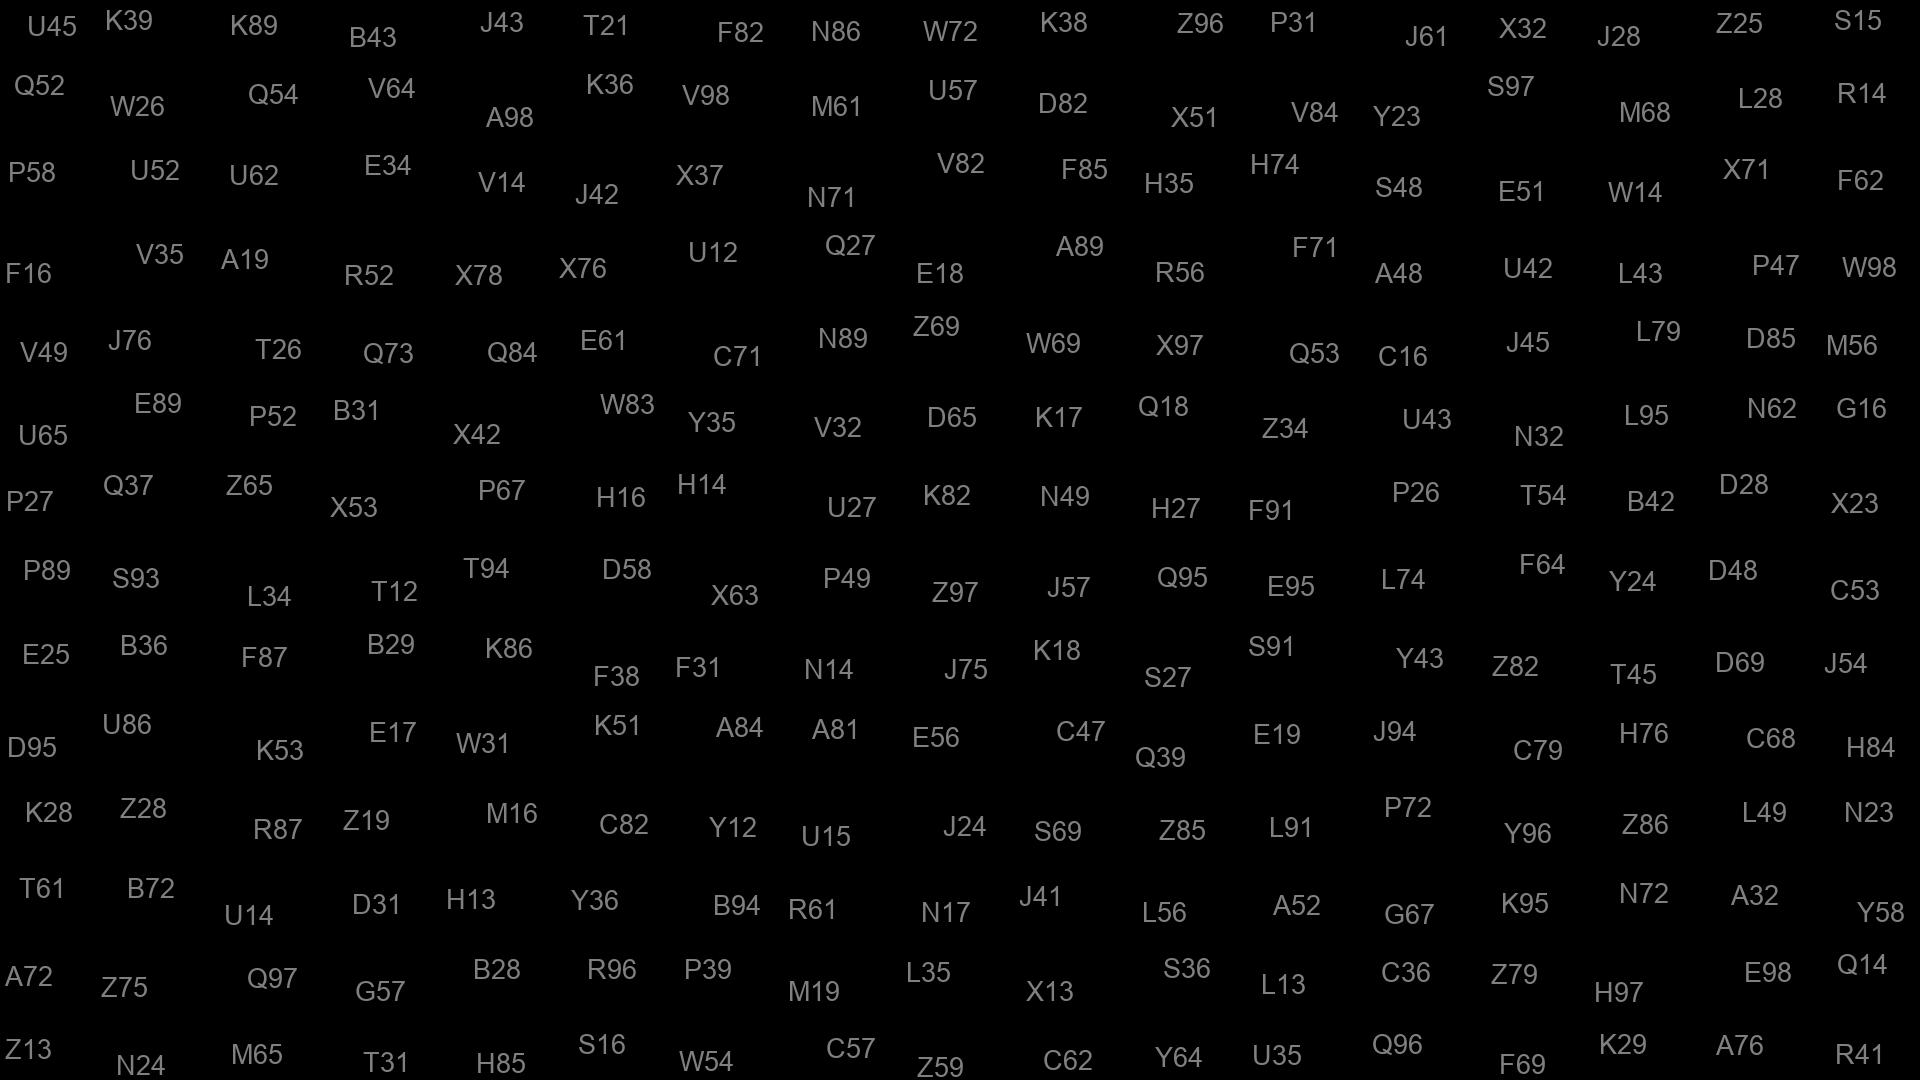 U45 K39 K89 B43 J43 T21 F82 N86 W72 K38 Z96 P31 J61 X32 J28 Z25 S15
Q52 W26 Q54 V64 A98 K36 V98 M61 U57 D82 X51 V84 Y23 S97 M68 L28 R14
P58 U52 U62 E34 V14 J42 X37 N71 V82 F85 H35 H74 S48 E51 W14 X71 F62
F16 V35 A19 R52 X78 X76 U12 Q27 E18 A89 R56 F71 A48 U42 L43 P47 W98
V49 J76 T26 Q73 Q84 E61 C71 N89 Z69 W69 X97 Q53 C16 J45 L79 D85 M56
U65 E89 P52 B31 X42 W83 Y35 V32 D65 K17 Q18 Z34 U43 N32 L95 N62 G16
P27 Q37 Z65 X53 P67 H16 H14 U27 K82 N49 H27 F91 P26 T54 B42 D28 X23
P89 S93 L34 T12 T94 D58 X63 P49 Z97 J57 Q95 E95 L74 F64 Y24 D48 C53
E25 B36 F87 B29 K86 F38 F31 N14 J75 K18 S27 S91 Y43 Z82 T45 D69 J54
D95 U86 K53 E17 W31 K51 A84 A81 E56 C47 Q39 E19 J94 C79 H76 C68 H84
K28 Z28 R87 Z19 M16 C82 Y12 U15 J24 S69 Z85 L91 P72 Y96 Z86 L49 N23
T61 B72 U14 D31 H13 Y36 B94 R61 N17 J41 L56 A52 G67 K95 N72 A32 Y58
A72 Z75 Q97 G57 B28 R96 P39 M19 L35 X13 S36 L13 C36 Z79 H97 E98 Q14
Z13 N24 M65 T31 H85 S16 W54 C57 Z59 C62 Y64 U35 Q96 F69 K29 A76 R41